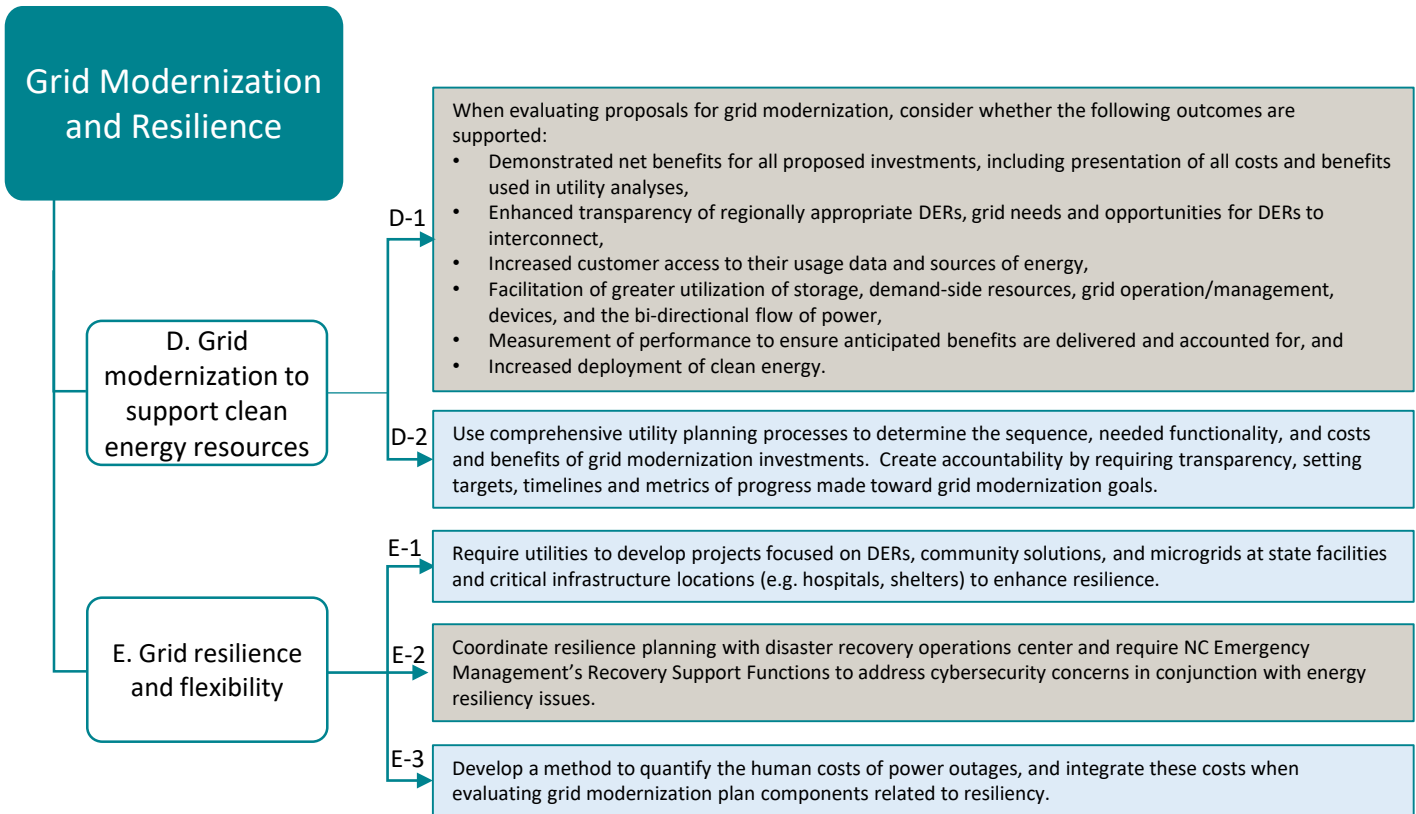 Grid Modernization
and Resilience
D. Grid
modernization to
support clean
energy resources
D-1
When evaluating proposals for grid modernization, consider whether the following outcomes are
supported:
• Demonstrated net benefits for all proposed investments, including presentation of all costs and benefits
used in utility analyses,
• Enhanced transparency of regionally appropriate DERs, grid needs and opportunities for DERs to
interconnect,
• Increased customer access to their usage data and sources of energy,
• Facilitation of greater utilization of storage, demand-side resources, grid operation/management,
devices, and the bi-directional flow of power,
• Measurement of performance to ensure anticipated benefits are delivered and accounted for, and
• Increased deployment of clean energy.
D-2
Use comprehensive utility planning processes to determine the sequence, needed functionality, and costs
and benefits of grid modernization investments.  Create accountability by requiring transparency, setting
targets, timelines and metrics of progress made toward grid modernization goals.
E. Grid resilience
and flexibility
E-1
Require utilities to develop projects focused on DERs, community solutions, and microgrids at state facilities
and critical infrastructure locations (e.g. hospitals, shelters) to enhance resilience.
E-2
Coordinate resilience planning with disaster recovery operations center and require NC Emergency
Management's Recovery Support Functions to address cybersecurity concerns in conjunction with energy
resiliency issues.
E-3
Develop a method to quantify the human costs of power outages, and integrate these costs when
evaluating grid modernization plan components related to resiliency.